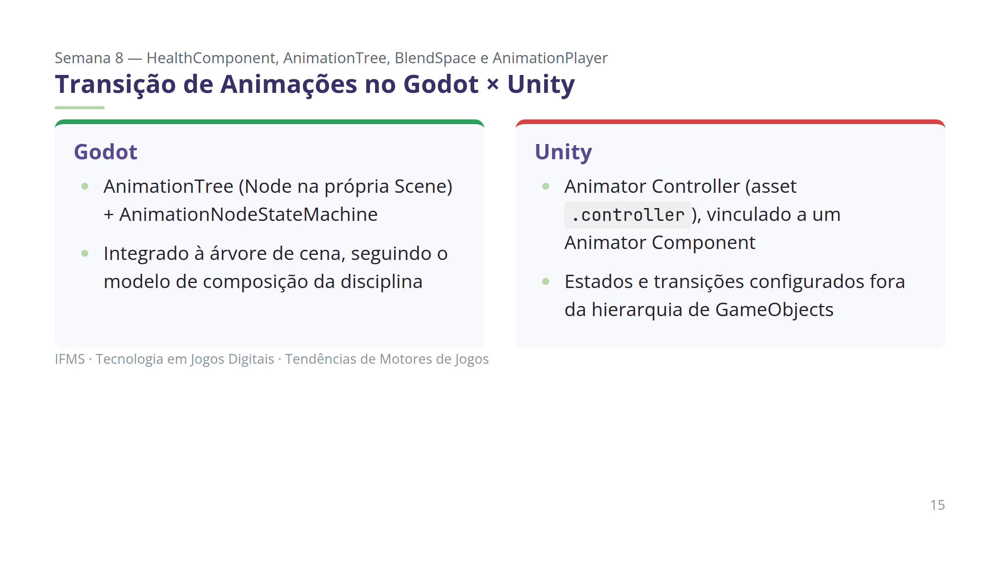 Semana 8 — HealthComponent, AnimationTree, BlendSpace e AnimationPlayer
Transição de Animações no Godot × Unity
Godot
AnimationTree (Node na própria Scene)
+ AnimationNodeStateMachine
Integrado à árvore de cena, seguindo o
modelo de composição da disciplina
Unity
Animator Controller (asset
.controller), vinculado a um
Animator Component
Estados e transições configurados fora
da hierarquia de GameObjects
IFMS · Tecnologia em Jogos Digitais · Tendências de Motores de Jogos
15